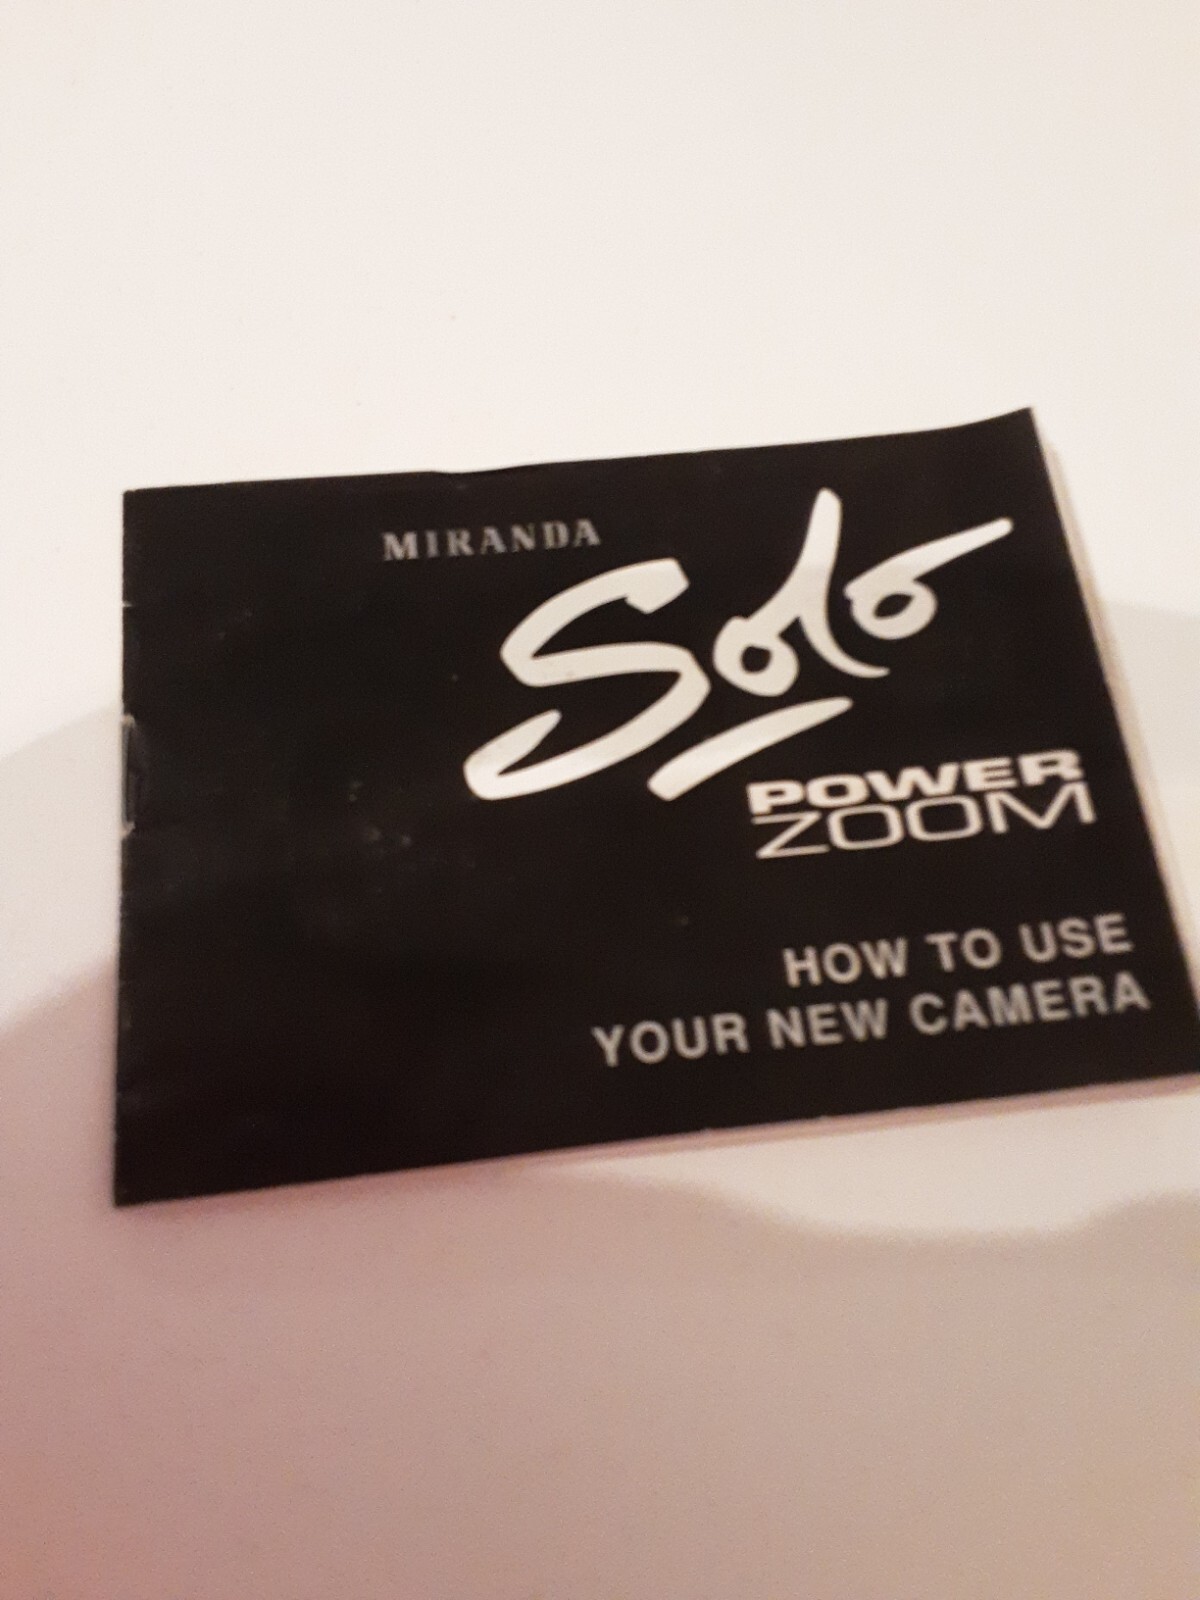 MIRANDA
Solo
POWER
ZOOM
HOW TO USE
YOUR NEW CAMERA